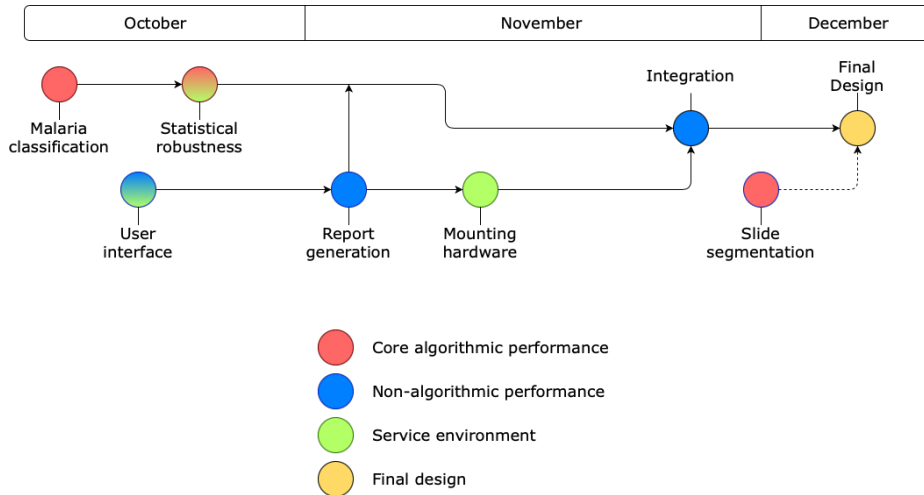 October
November
December
Integration
Final
Design
Malaria
classification
Statistical
robustness
User
interface
Report
generation
Mounting
hardware
Slide
segmentation
Core algorithmic performance
Non-algorithmic performance
Service environment
Final design